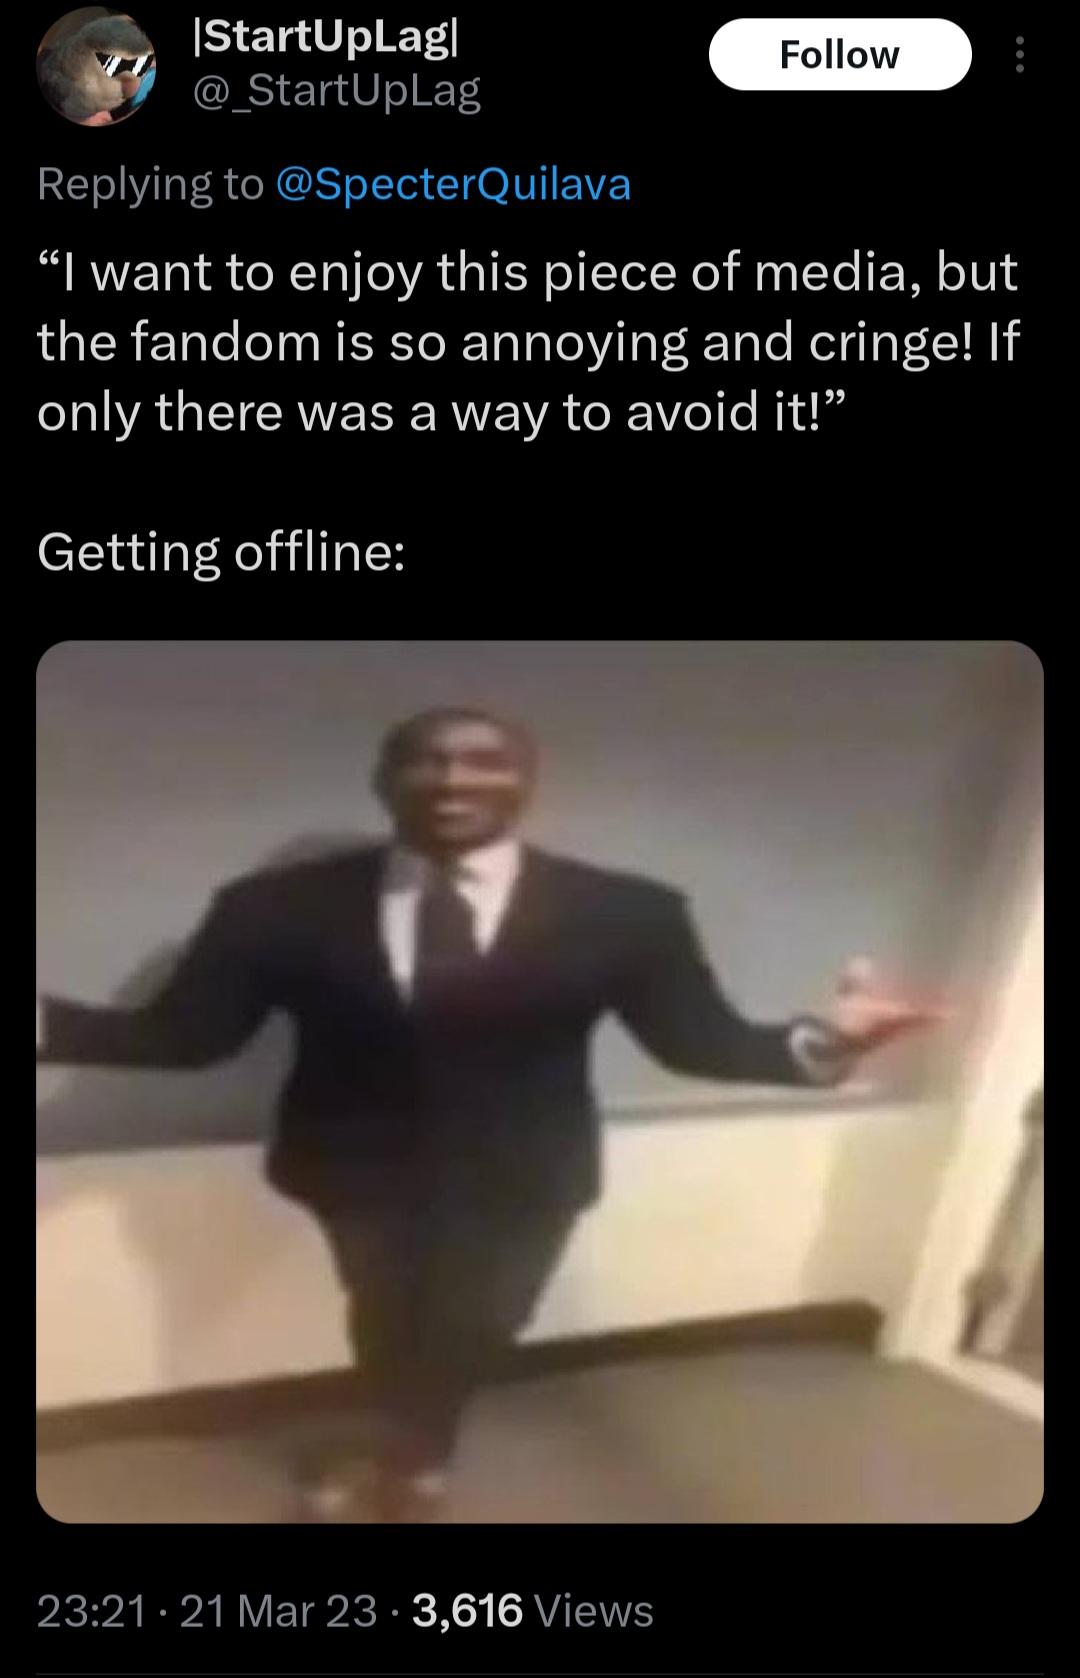 |StartUpLag|
@_StartUpLag
Follow
Replying to @SpecterQuilava
“I want to enjoy this piece of media, but
the fandom is so annoying and cringe! If
only there was a way to avoid it!”
Getting offline:
23:21 · 21 Mar 23 · 3,616 Views